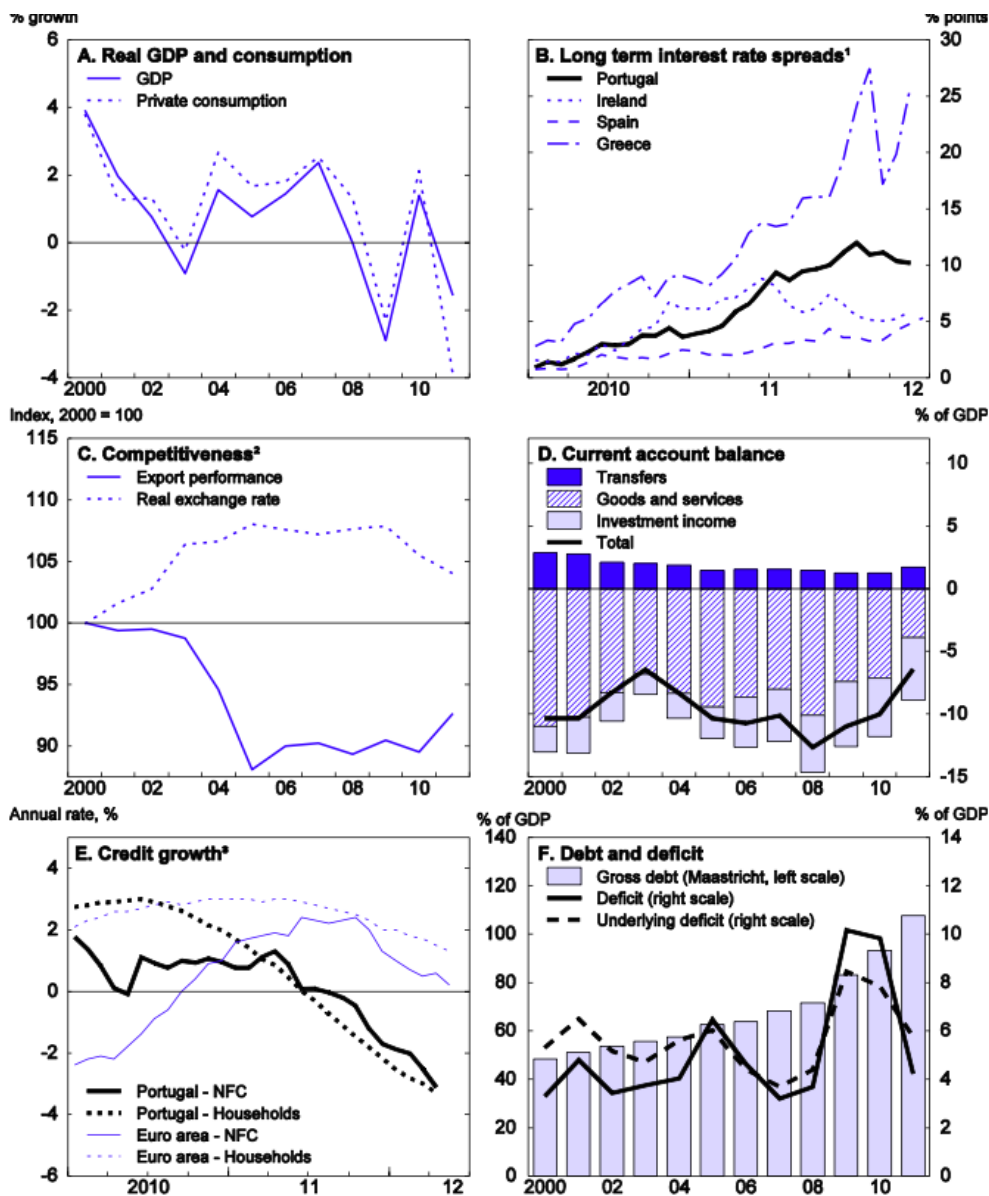 % growth
% points
6
A. Real GDP and consumption
GDP
Private consumption
4
2
0
-2
-4
2000 02 04 06 08 10
B. Long term interest rate spreads¹
Portugal
Ireland
Spain
Greece
30
25
20
15
10
5
0
2010 11 12
Index, 2000 = 100
% of GDP
115
C. Competitiveness²
Export performance
Real exchange rate
110
105
100
95
90
2000 02 04 06 08 10
D. Current account balance
Transfers
Goods and services
Investment income
Total
10
5
0
-5
-10
-15
2000 02 04 06 08 10
Annual rate, %
% of GDP
% of GDP
E. Credit growth³
4
2
0
-2
-4
-6
Portugal - NFC
Portugal - Households
Euro area - NFC
Euro area - Households
2010 11 12
140
120
100
80
60
40
20
0
F. Debt and deficit
Gross debt (Maastricht, left scale)
Deficit (right scale)
Underlying deficit (right scale)
14
12
10
8
6
4
2
0
2000 02 04 06 08 10